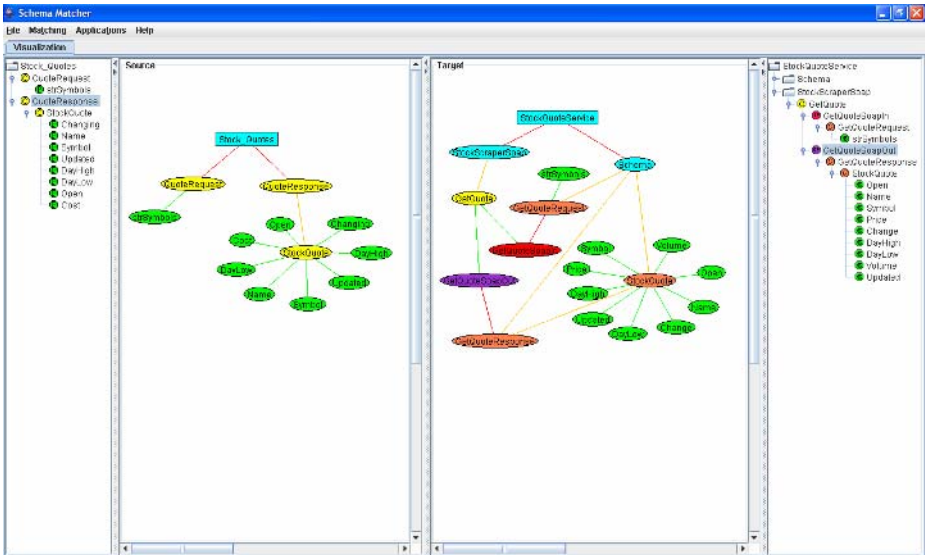 Schema Matcher
File Matching Applications Help
Visualization
Stock_Quotes
QuoteRequest
strSymbols
QuoteResponse
StockQuote
Changing
Name
Symbol
Updated
DayHigh
DayLow
Open
Cost
Source
Stock_Quotes
QuoteRequest
QuoteResponse
strSymbols
Open
Changing
Cost
StockQuote
DayHigh
DayLow
Updated
Name
Symbol
Target
StockQuoteService
StockScraperSoap
Schema
strSymbols
GetQuote
GetQuoteRequest
Symbol
Volume
Price
Open
GetQuoteSoapOut
StockQuote
DayHigh
Name
Updated
Change
DayLow
GetQuoteResponse
StockQuoteService
Schema
StockScraperSoap
GetQuote
GetQuoteSoapIn
GetQuoteRequest
strSymbols
GetQuoteSoapOut
GetQuoteResponse
StockQuote
Open
Name
Symbol
Price
Change
DayHigh
DayLow
Volume
Updated